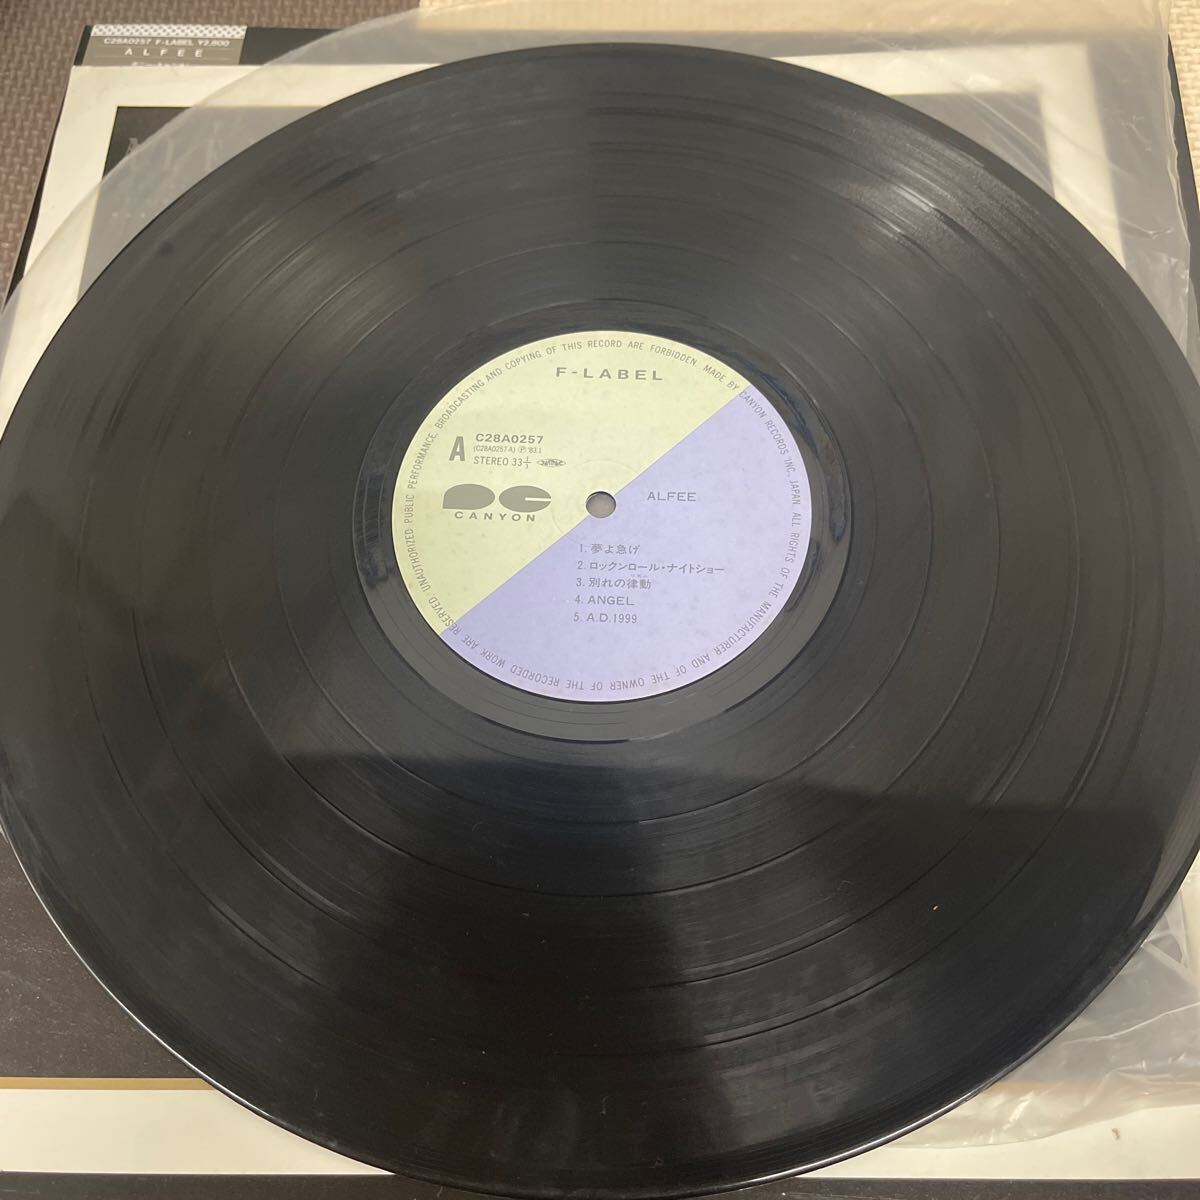 C28A0257 F-LABEL ¥2,800
ALFEE
UNAUTHORIZED PUBLIC PERFORMANCE, BROADCASTING AND COPYING OF THIS RECORD ARE FORBIDDEN. MADE BY CANYON RECORDS INC, JAPAN ALL RIGHTS OF THE MANUFACTURER AND OF THE OWNER OF THE RECORDED WORK ARE RESERVED
F-LABEL
A
C28A0257
(C28A0257-A) Ⓟ '83.1
STEREO 33 1/3
CANYON
ALFEE
1. 夢よ急げ
2. ロックンロール・ナイトショー
3. 別れの律動
4. ANGEL
5. A.D.1999